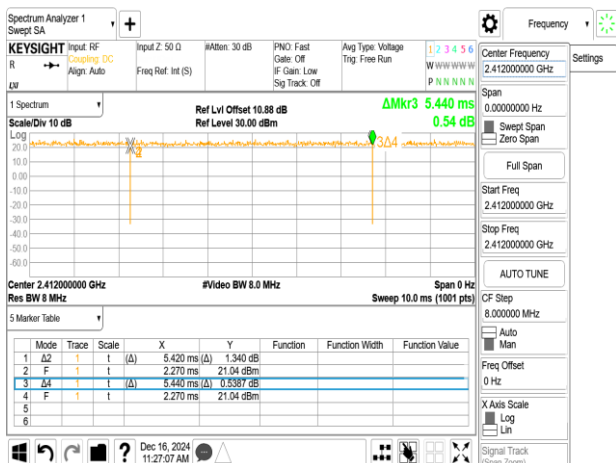 Spectrum Analyzer 1
Swept SA
+
Frequency
KEYSIGHT Input: RF Input Z: 50 Ω #Atten: 30 dB PNO: Fast Avg Type: Voltage 1 2 3 4 5 6
R Coupling: DC Gate: Off Trig: Free Run W W W W W W
Align: Auto Freq Ref: Int (S) IF Gain: Low
LXI Sig Track: Off P N N N N N
Center Frequency
2.412000000 GHz
Settings
Span
0.00000000 Hz
Swept Span
Zero Span
Full Span
Start Freq
2.412000000 GHz
Stop Freq
2.412000000 GHz
AUTO TUNE
CF Step
8.000000 MHz
Auto
Man
Freq Offset
0 Hz
X Axis Scale
Log
Lin
Signal Track
(Span Zoom)
1 Spectrum
Ref Lvl Offset 10.88 dB
ΔMkr3 5.440 ms
Scale/Div 10 dB Ref Level 30.00 dBm 0.54 dB
Log
20.0
10.0
0.00
-10.0
-20.0
-30.0
-40.0
-50.0
-60.0
3Δ4
Center 2.412000000 GHz #Video BW 8.0 MHz Span 0 Hz
Res BW 8 MHz Sweep 10.0 ms (1001 pts)
5 Marker Table
Mode Trace Scale X Y Function Function Width Function Value
1 Δ2 1 t (Δ) 5.420 ms (Δ) 1.340 dB
2 F 1 t 2.270 ms 21.04 dBm
3 Δ4 1 t (Δ) 5.440 ms (Δ) 0.5387 dB
4 F 1 t 2.270 ms 21.04 dBm
5
6
? Dec 16, 2024
11:27:07 AM